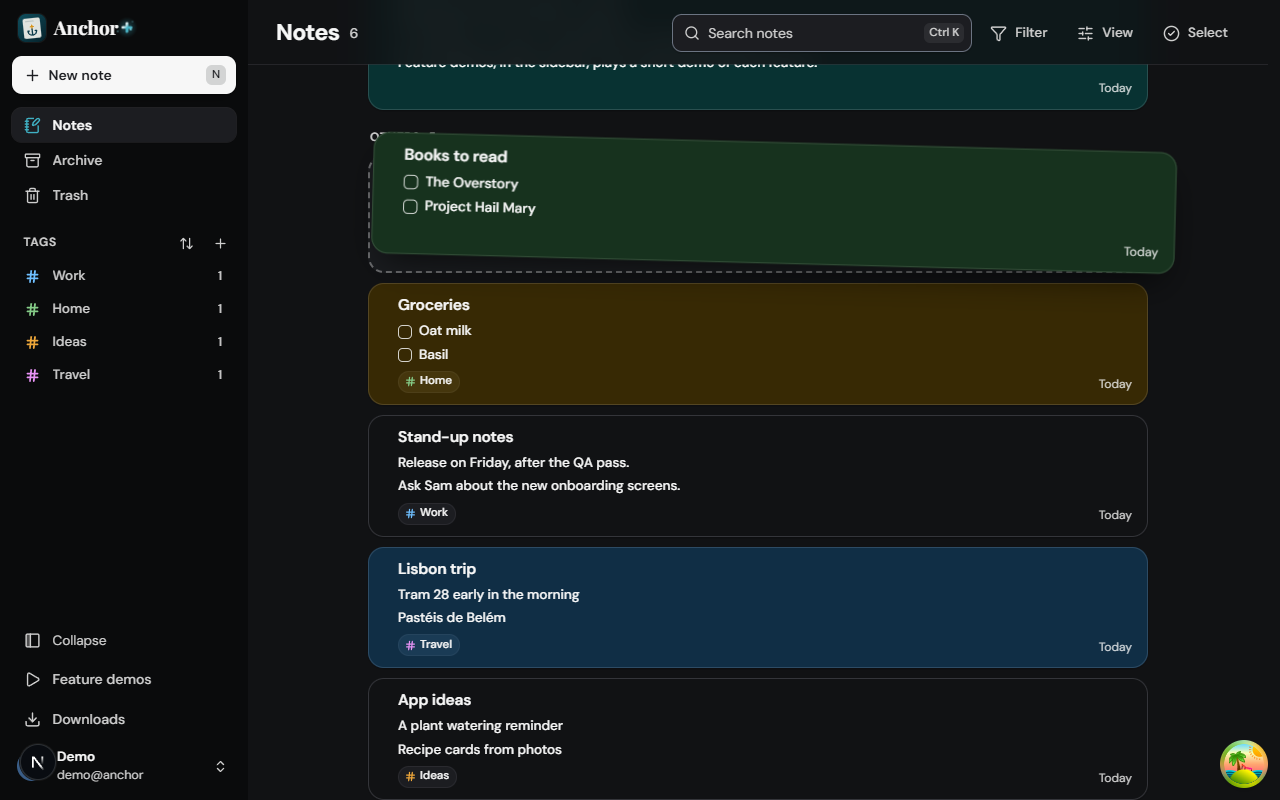 Anchor+
New note
N
Notes
Archive
Trash
TAGS
Work 1
Home 1
Ideas 1
Travel 1
Collapse
Feature demos
Downloads
N
Demo
demo@anchor
Notes 6
Search notes
Ctrl K
Filter
View
Select
Feature demos, in the sidebar, plays a short demo of each feature.
Today
Books to read
The Overstory
Project Hail Mary
Today
Groceries
Oat milk
Basil
# Home
Today
Stand-up notes
Release on Friday, after the QA pass.
Ask Sam about the new onboarding screens.
# Work
Today
Lisbon trip
Tram 28 early in the morning
Pastéis de Belém
# Travel
Today
App ideas
A plant watering reminder
Recipe cards from photos
# Ideas
Today